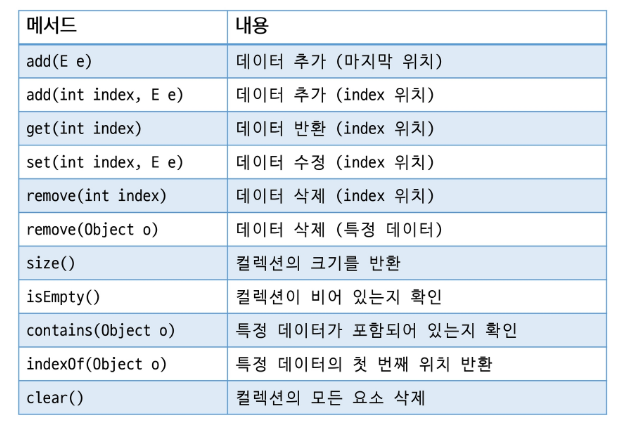 메서드 내용
add(E e) 데이터 추가 (마지막 위치)
add(int index, E e) 데이터 추가 (index 위치)
get(int index) 데이터 반환 (index 위치)
set(int index, E e) 데이터 수정 (index 위치)
remove(int index) 데이터 삭제 (index 위치)
remove(Object o) 데이터 삭제 (특정 데이터)
size() 컬렉션의 크기를 반환
isEmpty() 컬렉션이 비어 있는지 확인
contains(Object o) 특정 데이터가 포함되어 있는지 확인
indexOf(Object o) 특정 데이터의 첫 번째 위치 반환
clear() 컬렉션의 모든 요소 삭제